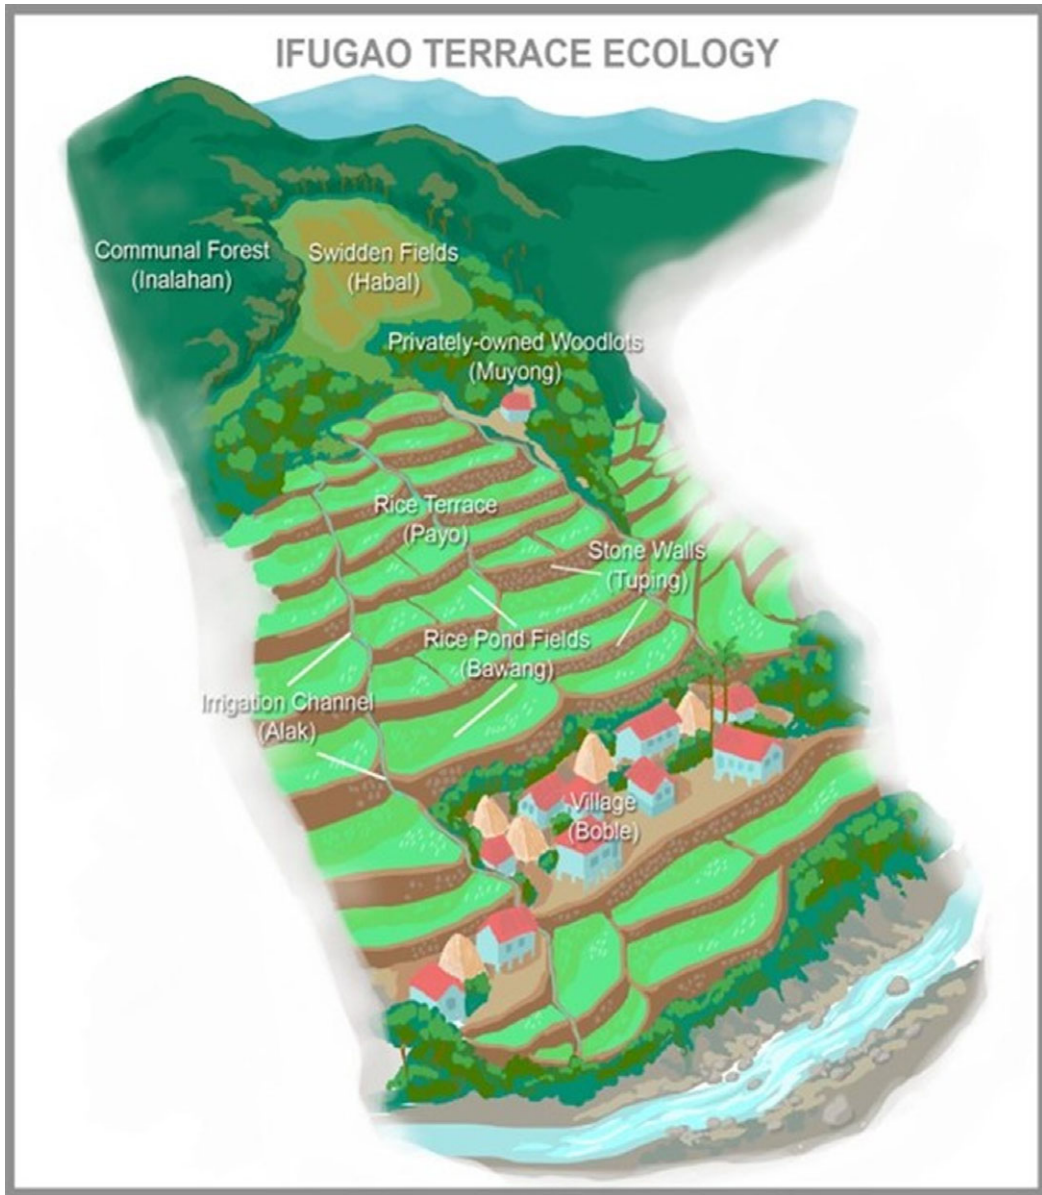 IFUGAO TERRACE ECOLOGY
Communal Forest
(Inalahan)
Swidden Fields
(Habal)
Privately-owned Woodlots
(Muyong)
Rice Terrace
(Payo)
Stone Walls
(Tuping)
Rice Pond Fields
(Bawang)
Irrigation Channel
(Alak)
Village
(Boble)